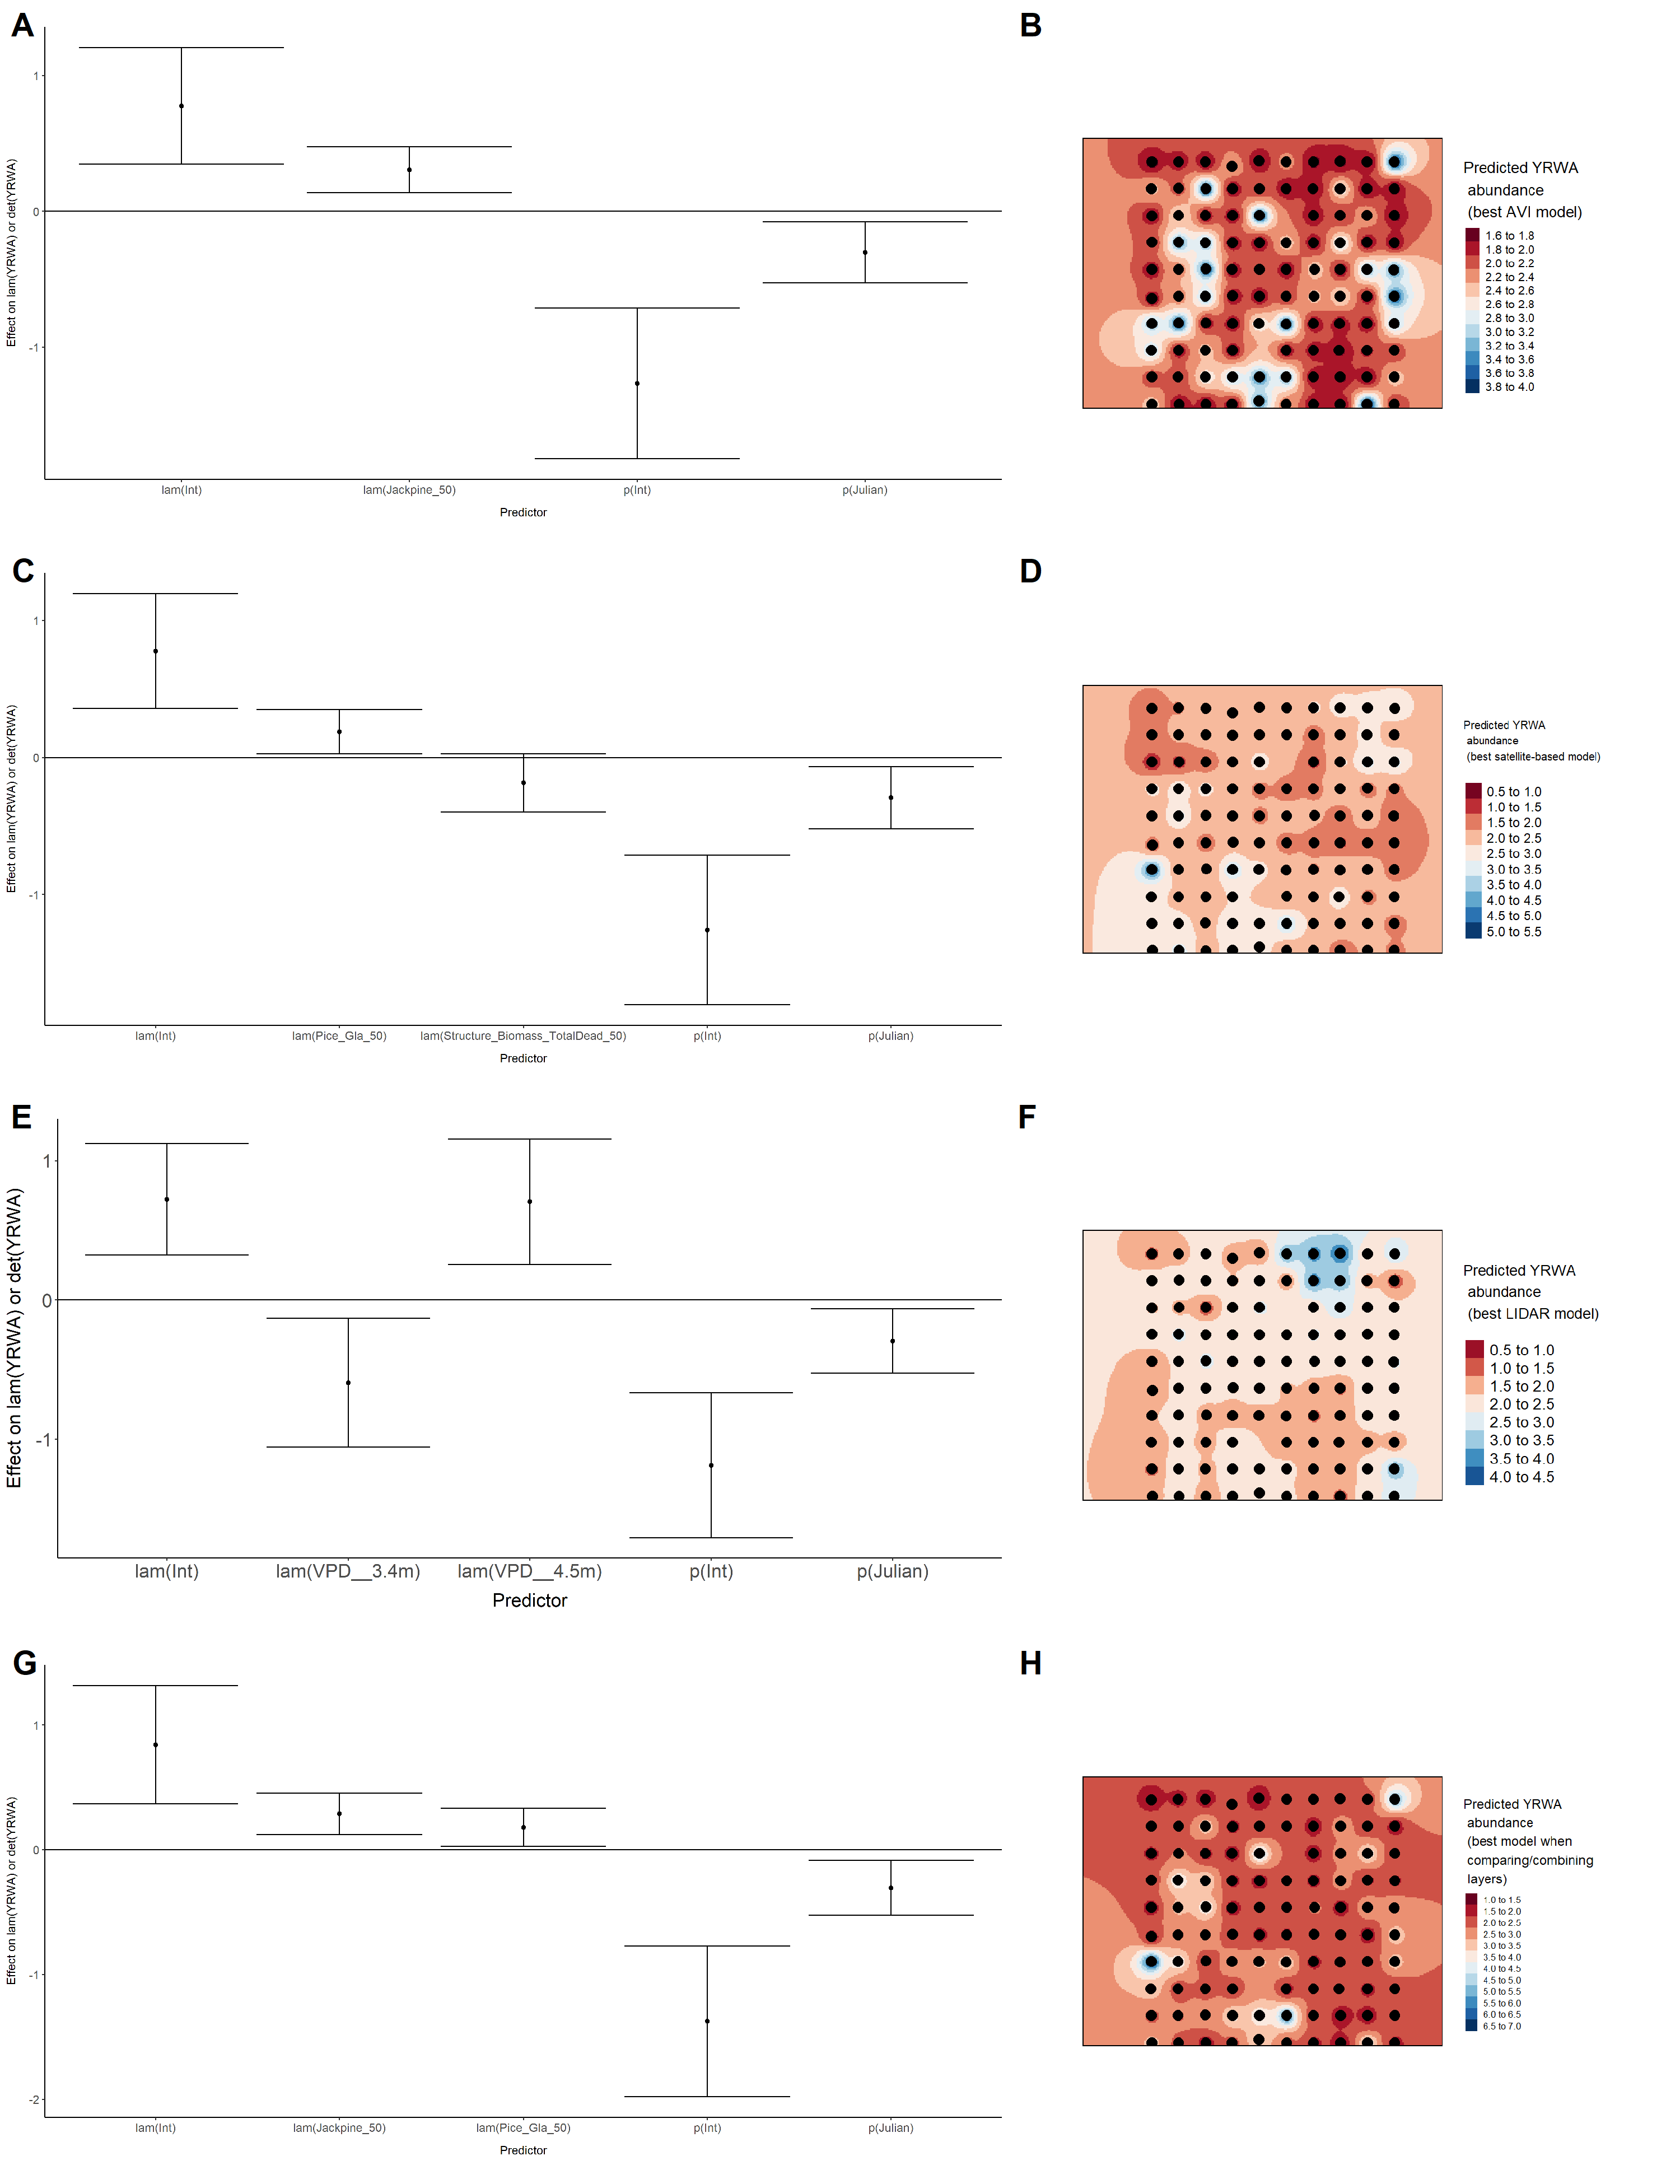 A
Effect on lam(YRWA) or det(YRWA)
1
0
-1
lam(Int)
lam(Jackpine_50)
p(Int)
p(Julian)
Predictor
B
Predicted YRWA
abundance
(best AVI model)
1.6 to 1.8
1.8 to 2.0
2.0 to 2.2
2.2 to 2.4
2.4 to 2.6
2.6 to 2.8
2.8 to 3.0
3.0 to 3.2
3.2 to 3.4
3.4 to 3.6
3.6 to 3.8
3.8 to 4.0
C
Effect on lam(YRWA) or det(YRWA)
1
0
-1
lam(Int)
lam(Pice_Gla_50)
lam(Structure_Biomass_TotalDead_50)
p(Int)
p(Julian)
Predictor
D
Predicted YRWA
abundance
(best satellite-based model)
0.5 to 1.0
1.0 to 1.5
1.5 to 2.0
2.0 to 2.5
2.5 to 3.0
3.0 to 3.5
3.5 to 4.0
4.0 to 4.5
4.5 to 5.0
5.0 to 5.5
E
Effect on lam(YRWA) or det(YRWA)
1
0
-1
lam(Int)
lam(VPD__3.4m)
lam(VPD__4.5m)
p(Int)
p(Julian)
Predictor
F
Predicted YRWA
abundance
(best LIDAR model)
0.5 to 1.0
1.0 to 1.5
1.5 to 2.0
2.0 to 2.5
2.5 to 3.0
3.0 to 3.5
3.5 to 4.0
4.0 to 4.5
G
Effect on lam(YRWA) or det(YRWA)
1
0
-1
-2
lam(Int)
lam(Jackpine_50)
lam(Pice_Gla_50)
p(Int)
p(Julian)
Predictor
H
Predicted YRWA
abundance
(best model when
comparing/combining
layers)
1.0 to 1.5
1.5 to 2.0
2.0 to 2.5
2.5 to 3.0
3.0 to 3.5
3.5 to 4.0
4.0 to 4.5
4.5 to 5.0
5.0 to 5.5
5.5 to 6.0
6.0 to 6.5
6.5 to 7.0